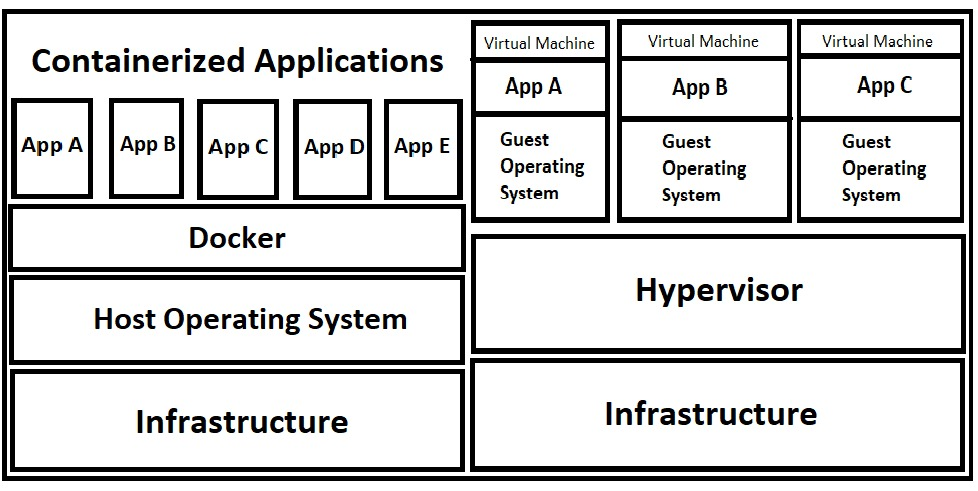 Containerized Applications
App A
App B
App C
App D
App E
Docker
Host Operating System
Infrastructure
Virtual Machine
App A
Guest
Operating
System
Virtual Machine
App B
Guest
Operating
System
Virtual Machine
App C
Guest
Operating
System
Hypervisor
Infrastructure